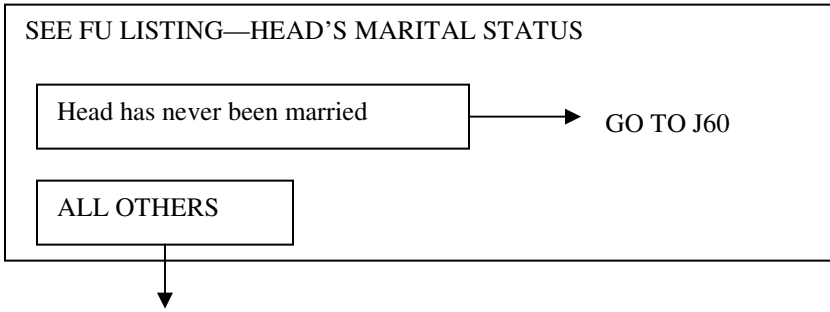 SEE FU LISTING—HEAD'S MARITAL STATUS
Head has never been married
GO TO J60
ALL OTHERS